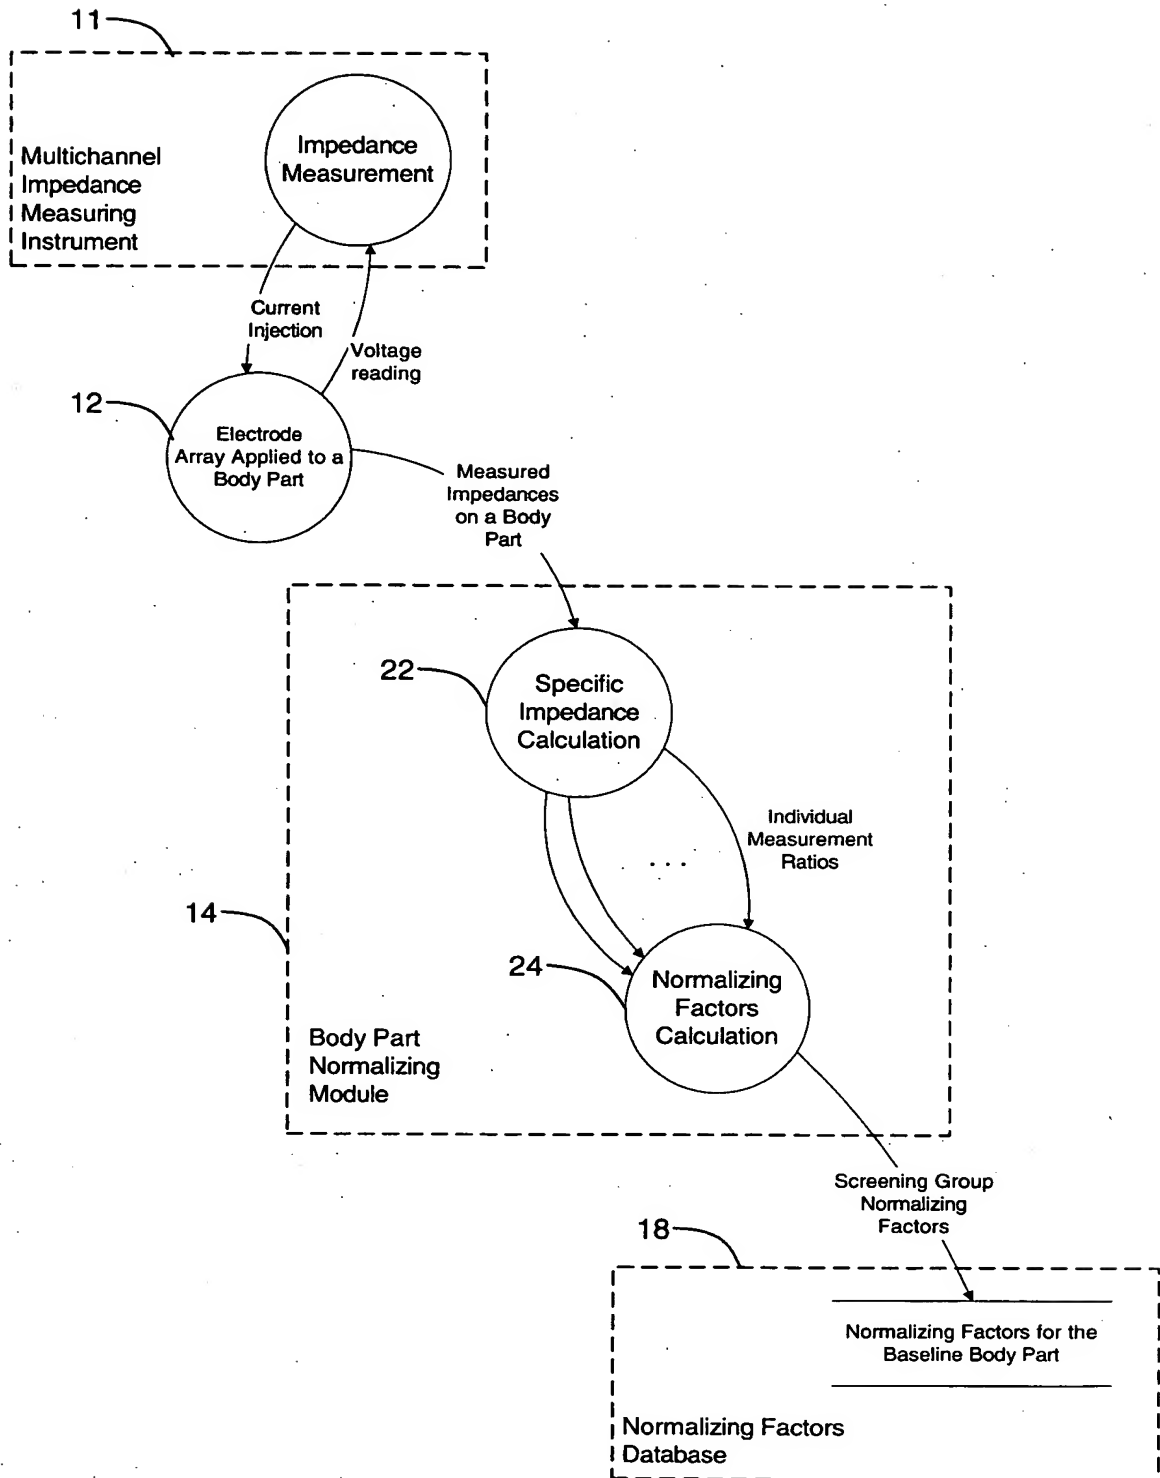 11
Impedance
Measurement
Multichannel
Impedance
Measuring
Instrument
Current
Injection
Voltage
reading
12
Electrode
Array Applied to a
Body Part
Measured
Impedances
on a Body
Part
22
Specific
Impedance
Calculation
Individual
Measurement
Ratios
...
14
24
Normalizing
Factors
Calculation
Body Part
Normalizing
Module
Screening Group
Normalizing
Factors
18
Normalizing Factors for the
Baseline Body Part
Normalizing Factors
Database